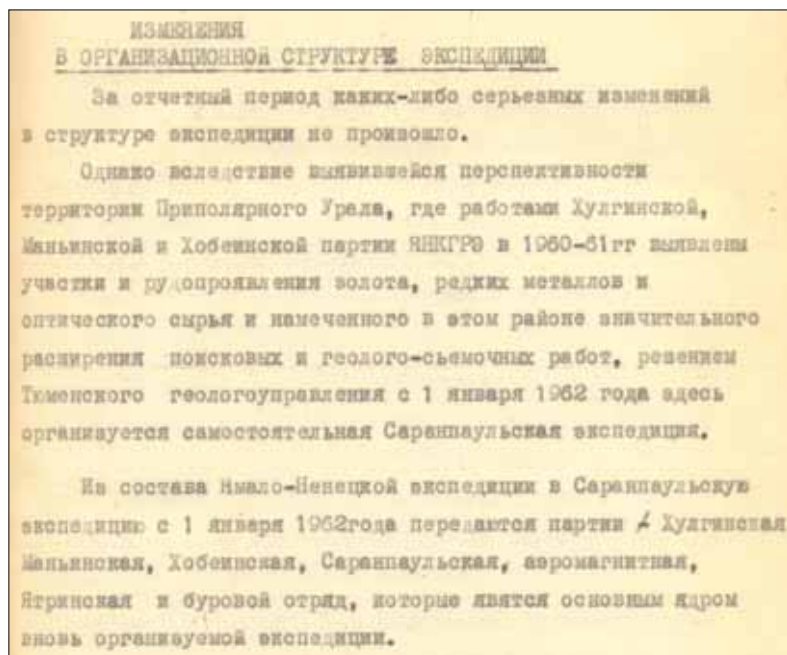 ИЗМЕНЕНИЯ
В ОРГАНИЗАЦИОННОЙ СТРУКТУРЕ ЭКСПЕДИЦИИ
За отчетный период каких-либо серьезных изменений
в структуре экспедиции не произошло.
Однако вследствие выявившейся перспективности
территории Приполярного Урала, где работами Хулгинской,
Маньинской и Хобеинской партии ЯНКГРЭ в 1960-61гг выявлены
участки и рудопроявления золота, редких металлов и
оптического сырья и намеченного в этом районе значительного
расширения поисковых и геолого-съемочных работ, решением
Тюменского геологоуправления с 1 января 1962 года здесь
организуется самостоятельная Саранпаульская экспедиция.
Из состава Ямало-Ненецкой экспедиции в Саранпаульскую
экспедицию с 1 января 1962года передаются партии Хулгинская
Маньинская, Хобеинская, Саранпаульская, аэромагнитная,
Ятринская и буровой отряд, которые явятся основным ядром
вновь организуемой экспедиции.